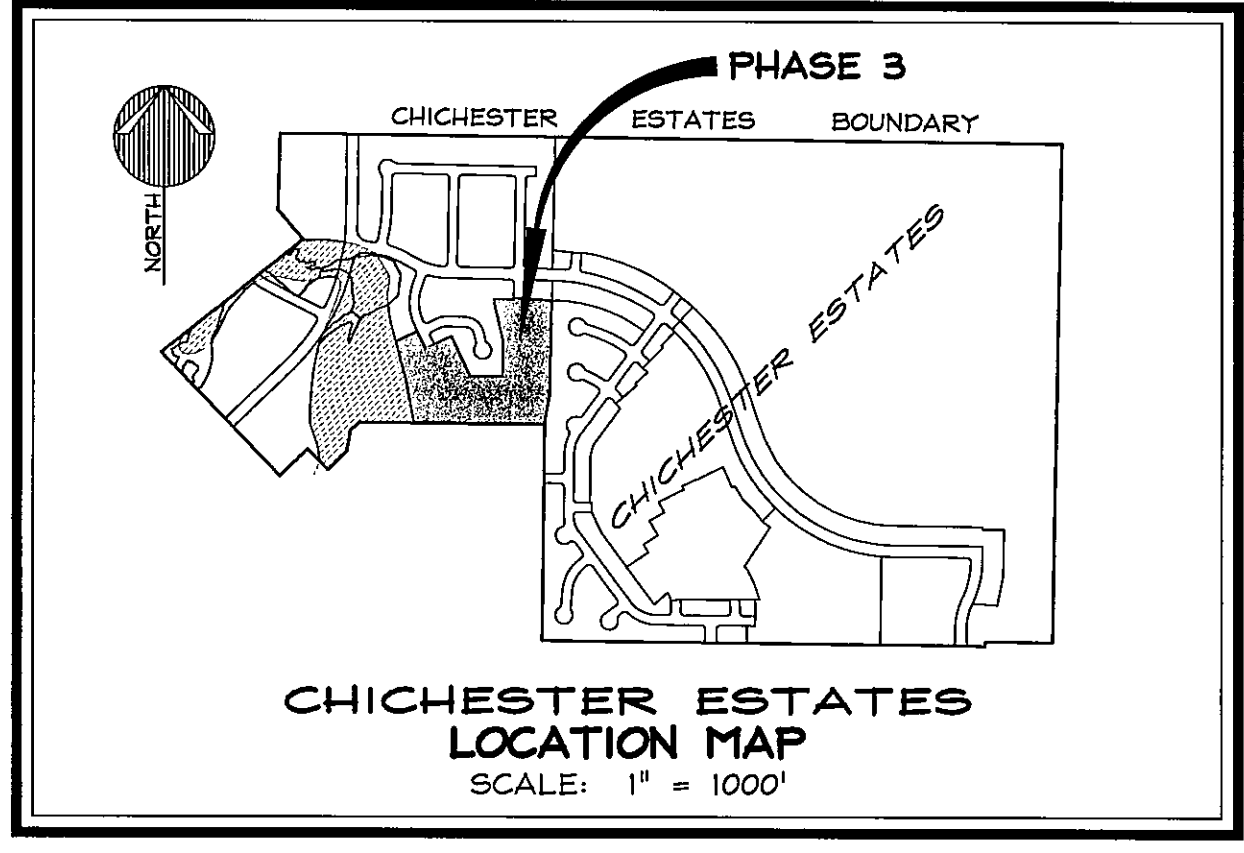 PHASE 3
CHICHESTER ESTATES BOUNDARY
NORTH
CHICHESTER ESTATES
CHICHESTER ESTATES
LOCATION MAP
SCALE: 1" = 1000'